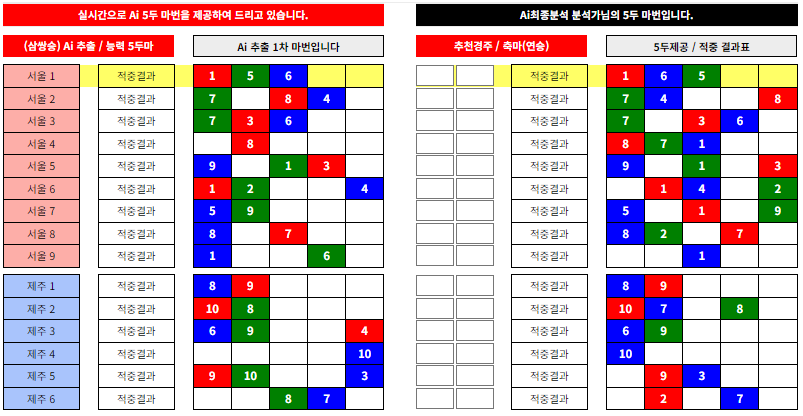 실시간으로 Ai 5두 마번을 제공하여 드리고 있습니다.
Ai최종분석 분석가님의 5두 마번입니다.
(삼쌍승) Ai 추출 / 능력 5두마
Ai 추출 1차 마번입니다
추천경주 / 축마(연승)
5두제공 / 적중 결과표
서울 1 적중결과 1 5 6 적중결과 1 6 5
서울 2 적중결과 7 8 4 적중결과 7 4 8
서울 3 적중결과 7 3 6 적중결과 7 3 6
서울 4 적중결과 8 적중결과 8 7 1
서울 5 적중결과 9 1 3 적중결과 9 1 3
서울 6 적중결과 1 2 4 적중결과 1 4 2
서울 7 적중결과 5 9 적중결과 5 1 9
서울 8 적중결과 8 7 적중결과 8 2 7
서울 9 적중결과 1 6 적중결과 1
제주 1 적중결과 8 9 적중결과 8 9
제주 2 적중결과 10 8 적중결과 10 7 8
제주 3 적중결과 6 9 4 적중결과 6 9
제주 4 적중결과 10 적중결과 10
제주 5 적중결과 9 10 3 적중결과 9 3
제주 6 적중결과 8 7 적중결과 2 7